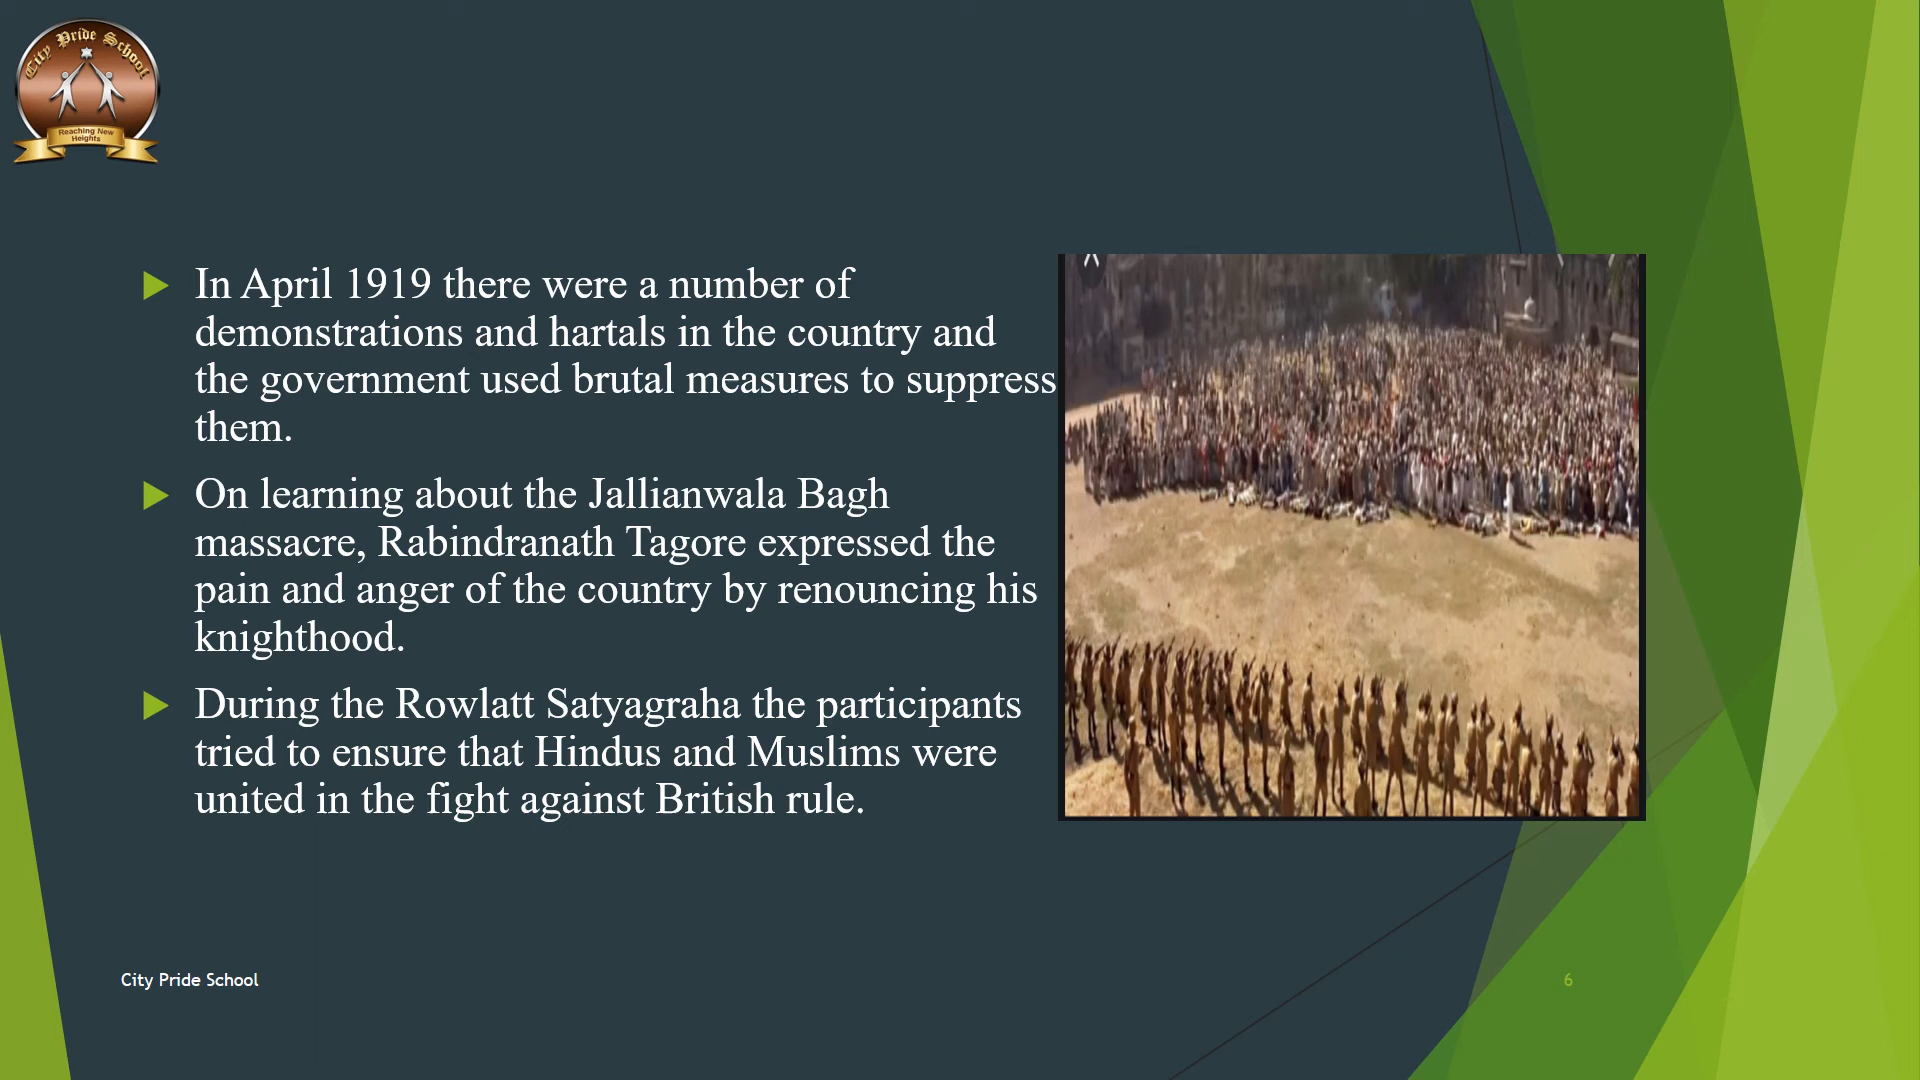 City Pride School
Reaching New
Heights
In April 1919 there were a number of
demonstrations and hartals in the country and
the government used brutal measures to suppress
them.
On learning about the Jallianwala Bagh
massacre, Rabindranath Tagore expressed the
pain and anger of the country by renouncing his
knighthood.
During the Rowlatt Satyagraha the participants
tried to ensure that Hindus and Muslims were
united in the fight against British rule.
City Pride School
6